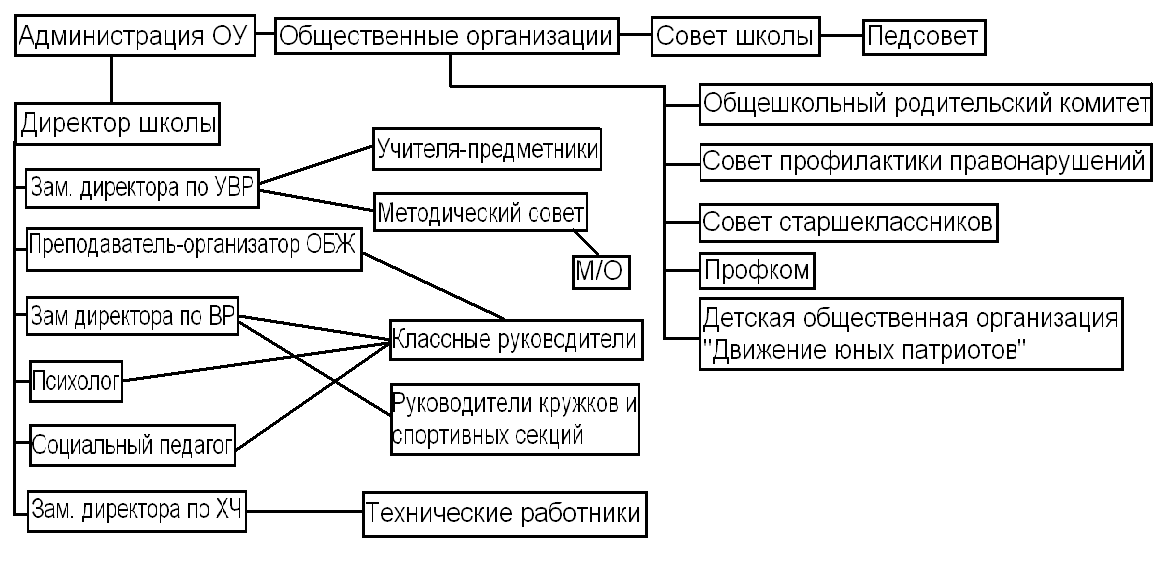 Администрация ОУ
Общественные организации
Совет школы
Педсовет
Директор школы
Зам. директора по УВР
Учителя-предметники
Методический совет
М/О
Преподаватель-организатор ОБЖ
Зам директора по ВР
Классные руководители
Психолог
Руководители кружков и
спортивных секций
Социальный педагог
Зам. директора по ХЧ
Технические работники
Общешкольный родительский комитет
Совет профилактики правонарушений
Совет старшеклассников
Профком
Детская общественная организация
"Движение юных патриотов"